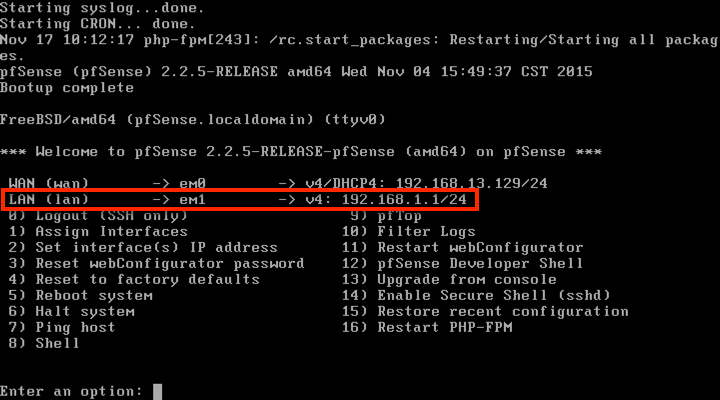 Starting syslog...done.
Starting CRON... done.
Nov 17 10:12:17 php-fpm[243]: /rc.start_packages: Restarting/Starting all packag
es.
pfSense (pfSense) 2.2.5-RELEASE amd64 Wed Nov 04 15:49:37 CST 2015
Bootup complete
FreeBSD/amd64 (pfSense.localdomain) (ttyv0)
*** Welcome to pfSense 2.2.5-RELEASE-pfSense (amd64) on pfSense ***
WAN (wan) -> em0 -> v4/DHCP4: 192.168.13.129/24
LAN (lan) -> em1 -> v4: 192.168.1.1/24
0) Logout (SSH only) 9) pfTop
1) Assign Interfaces 10) Filter Logs
2) Set interface(s) IP address 11) Restart webConfigurator
3) Reset webConfigurator password 12) pfSense Developer Shell
4) Reset to factory defaults 13) Upgrade from console
5) Reboot system 14) Enable Secure Shell (sshd)
6) Halt system 15) Restore recent configuration
7) Ping host 16) Restart PHP-FPM
8) Shell
Enter an option: